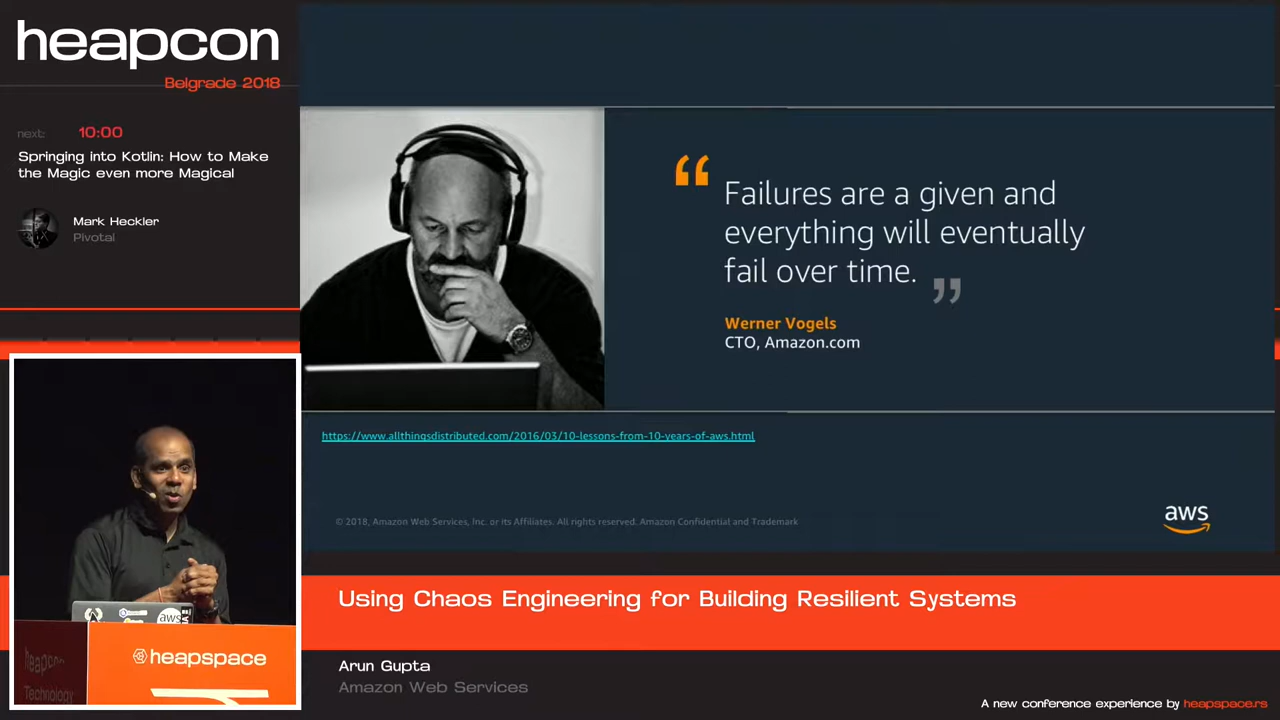 heapcon
Belgrade 2018
next: 10:00
Springing into Kotlin: How to Make
the Magic even more Magical
Mark Heckler
Pivotal
“
Failures are a given and
everything will eventually
fail over time.
”
Werner Vogels
CTO, Amazon.com
https://www.allthingsdistributed.com/2016/03/10-lessons-from-10-years-of-aws.html
© 2018, Amazon Web Services, Inc. or its Affiliates. All rights reserved. Amazon Confidential and Trademark
aws
aws
heapspace
heapcon
Technology
Using Chaos Engineering for Building Resilient Systems
Arun Gupta
Amazon Web Services
A new conference experience by heapspace.rs